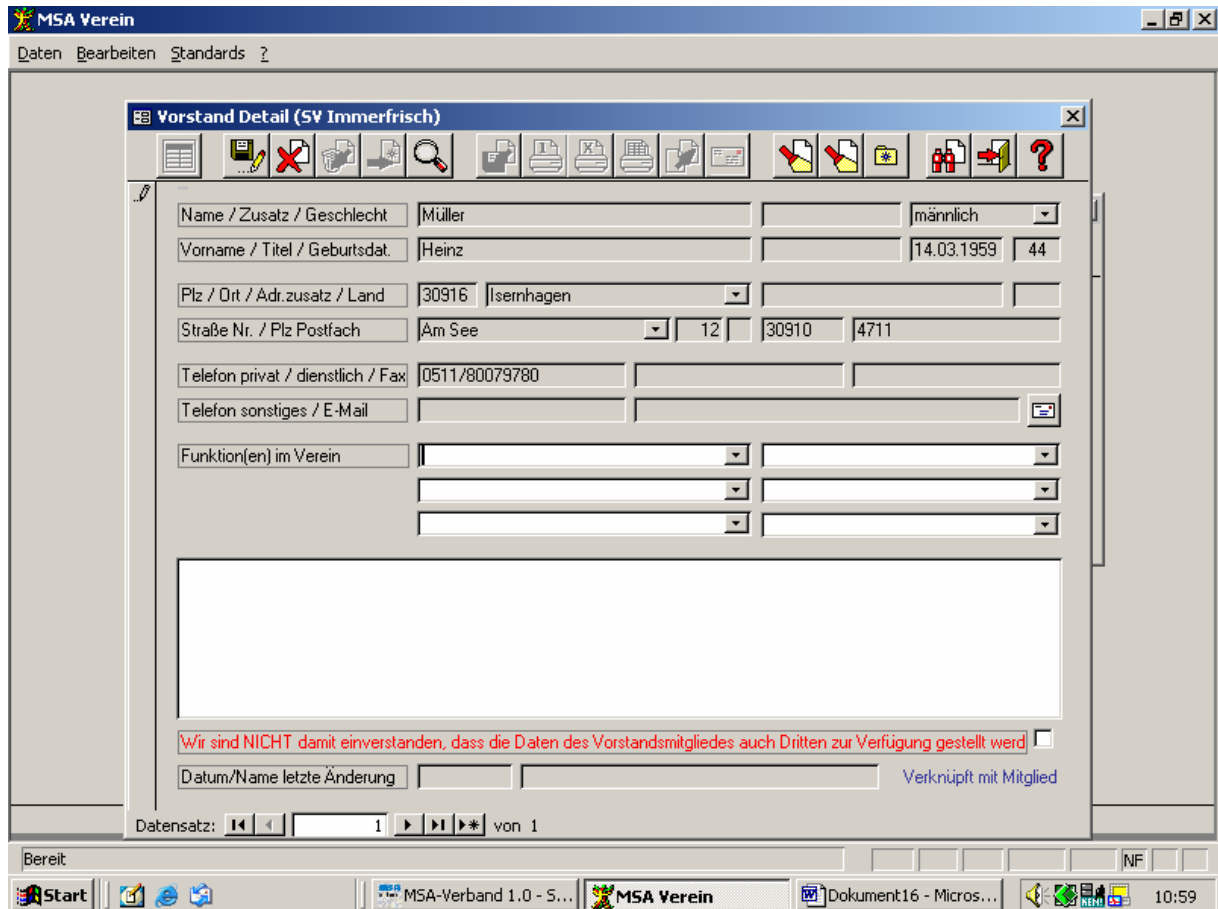 MSA Verein
Daten Bearbeiten Standards ?
Vorstand Detail (SV Immerfrisch)
Name / Zusatz / Geschlecht Müller männlich
Vorname / Titel / Geburtsdat. Heinz 14.03.1959 44
Plz / Ort / Adr.zusatz / Land 30916 Isernhagen
Straße Nr. / Plz Postfach Am See 12 30910 4711
Telefon privat / dienstlich / Fax 0511/80079780
Telefon sonstiges / E-Mail
Funktion(en) im Verein
Wir sind NICHT damit einverstanden, dass die Daten des Vorstandsmitgliedes auch Dritten zur Verfügung gestellt werd
Datum/Name letzte Änderung Verknüpft mit Mitglied
Datensatz: 1 von 1
Bereit NF
Start MSA-Verband 1.0 - S... MSA Verein Dokument16 - Micros... 10:59